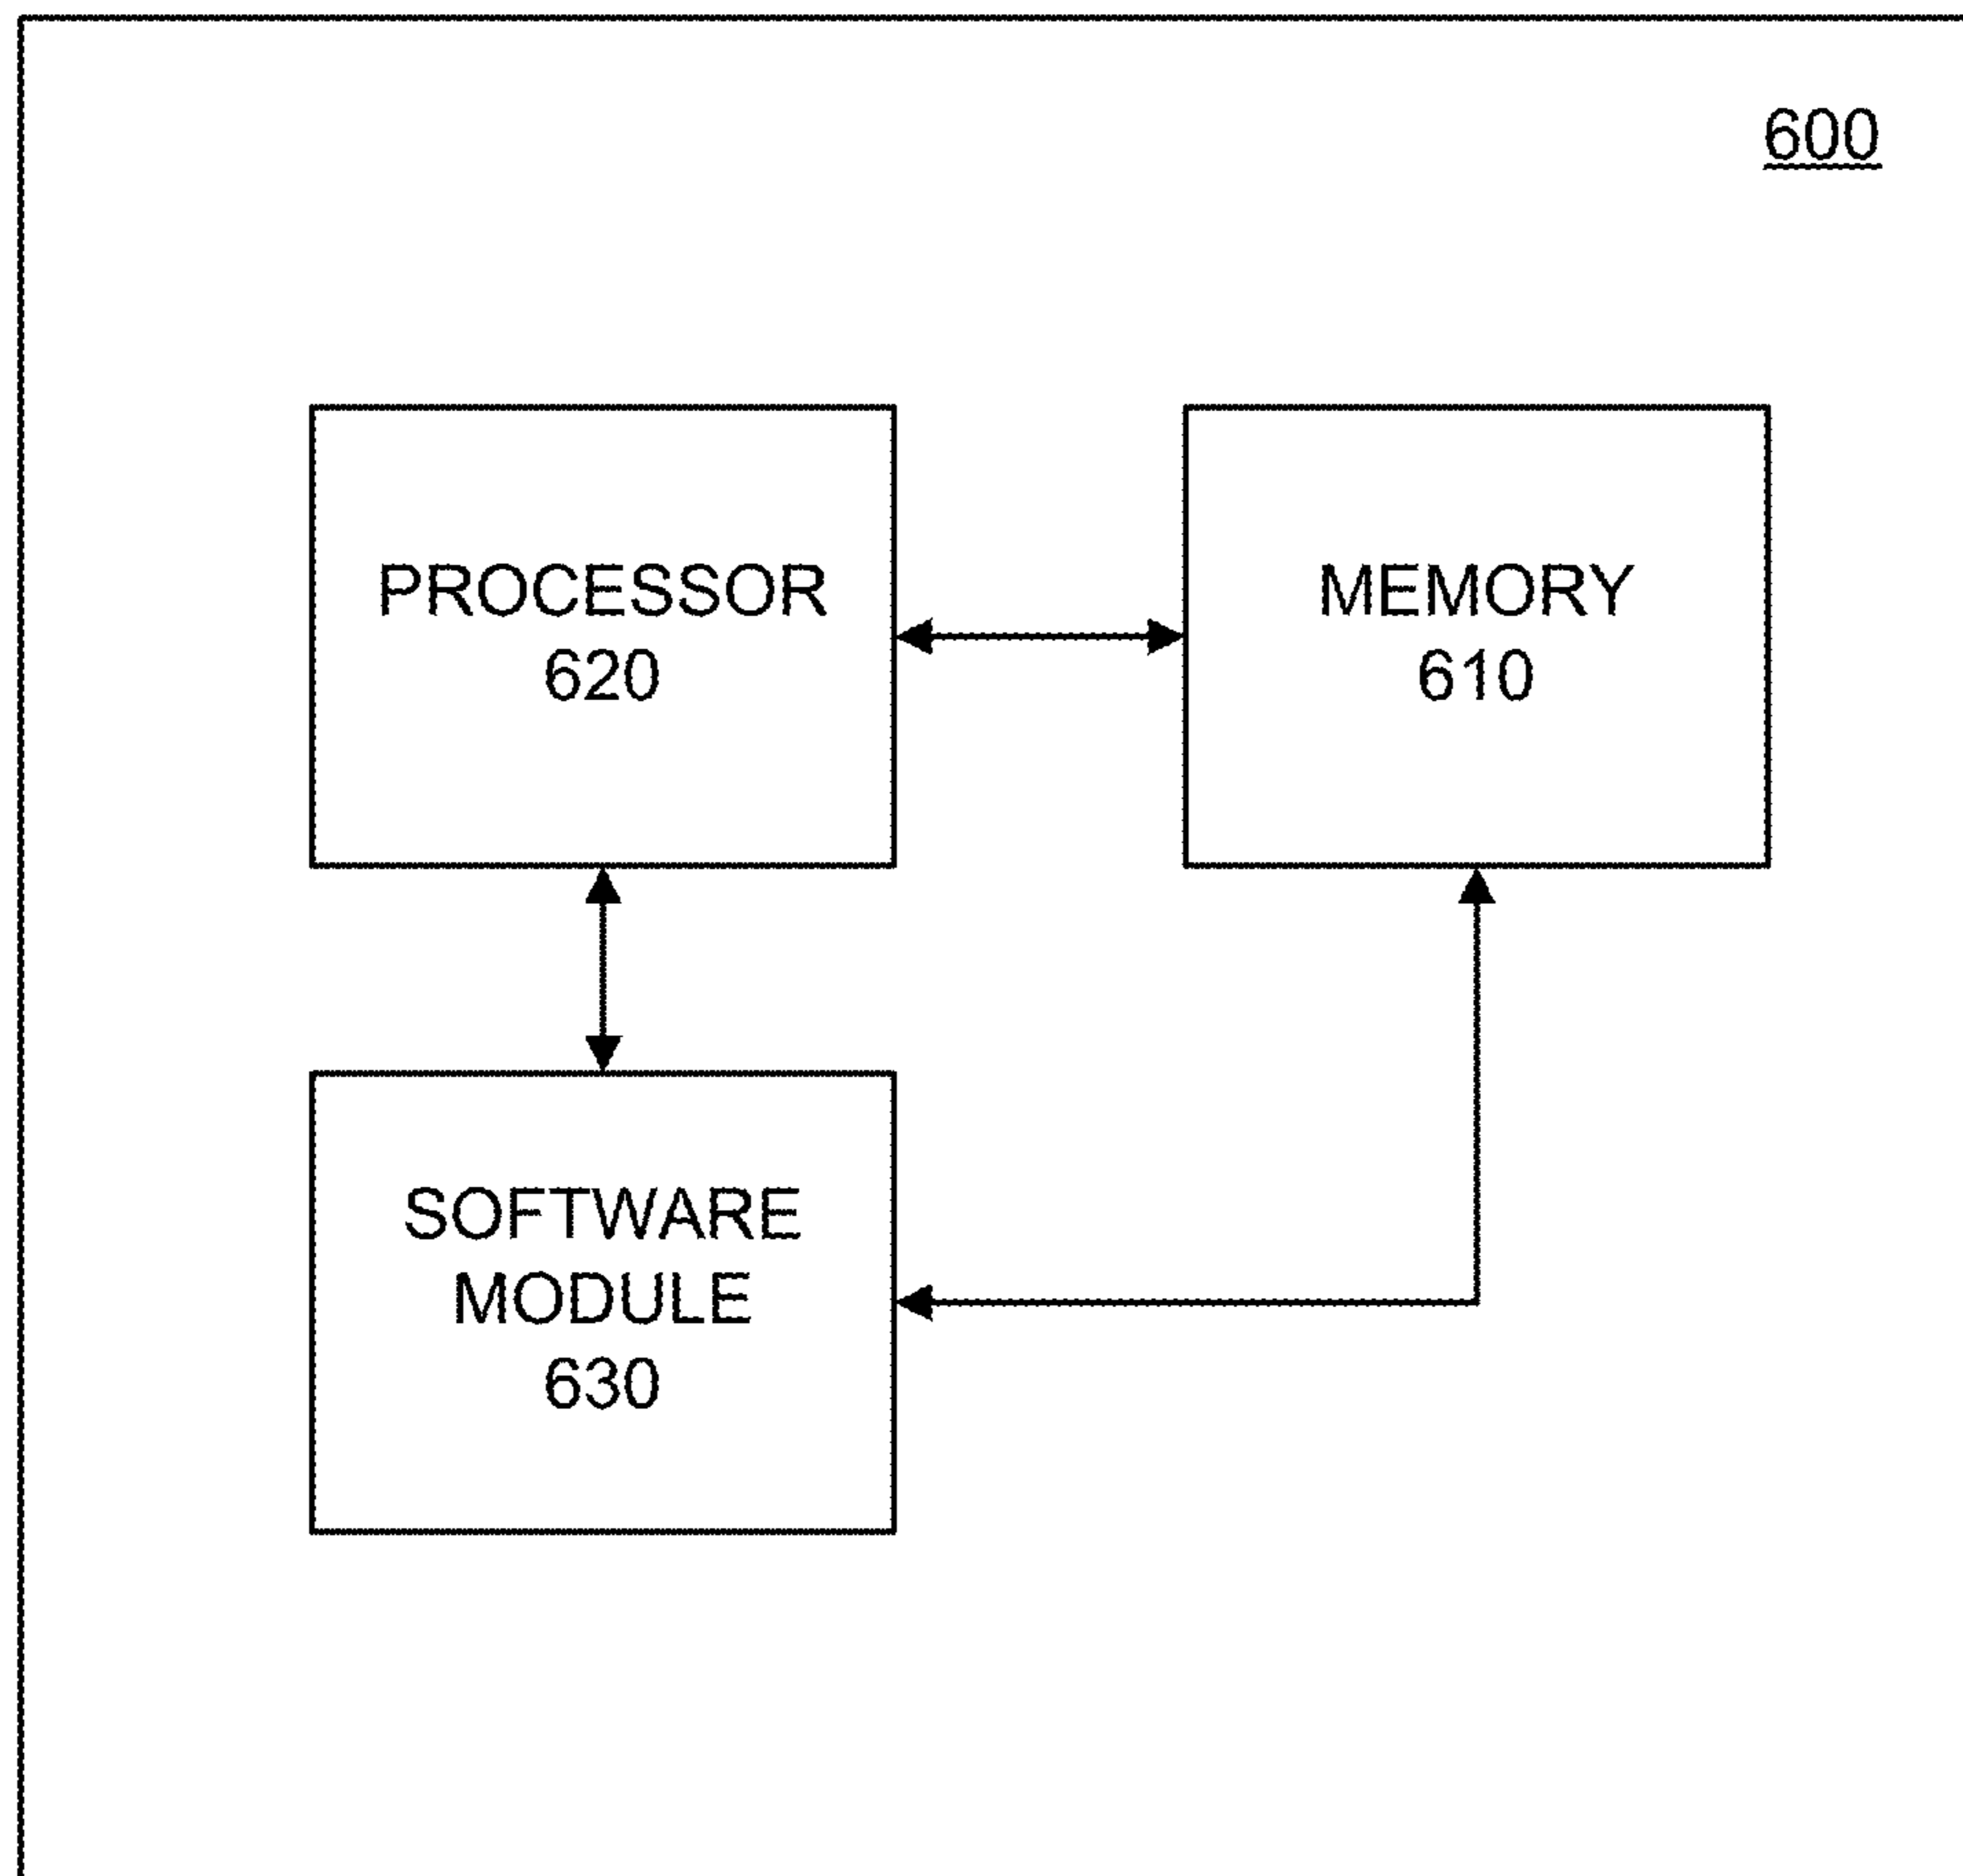 600
PROCESSOR
620
MEMORY
610
SOFTWARE
MODULE
630